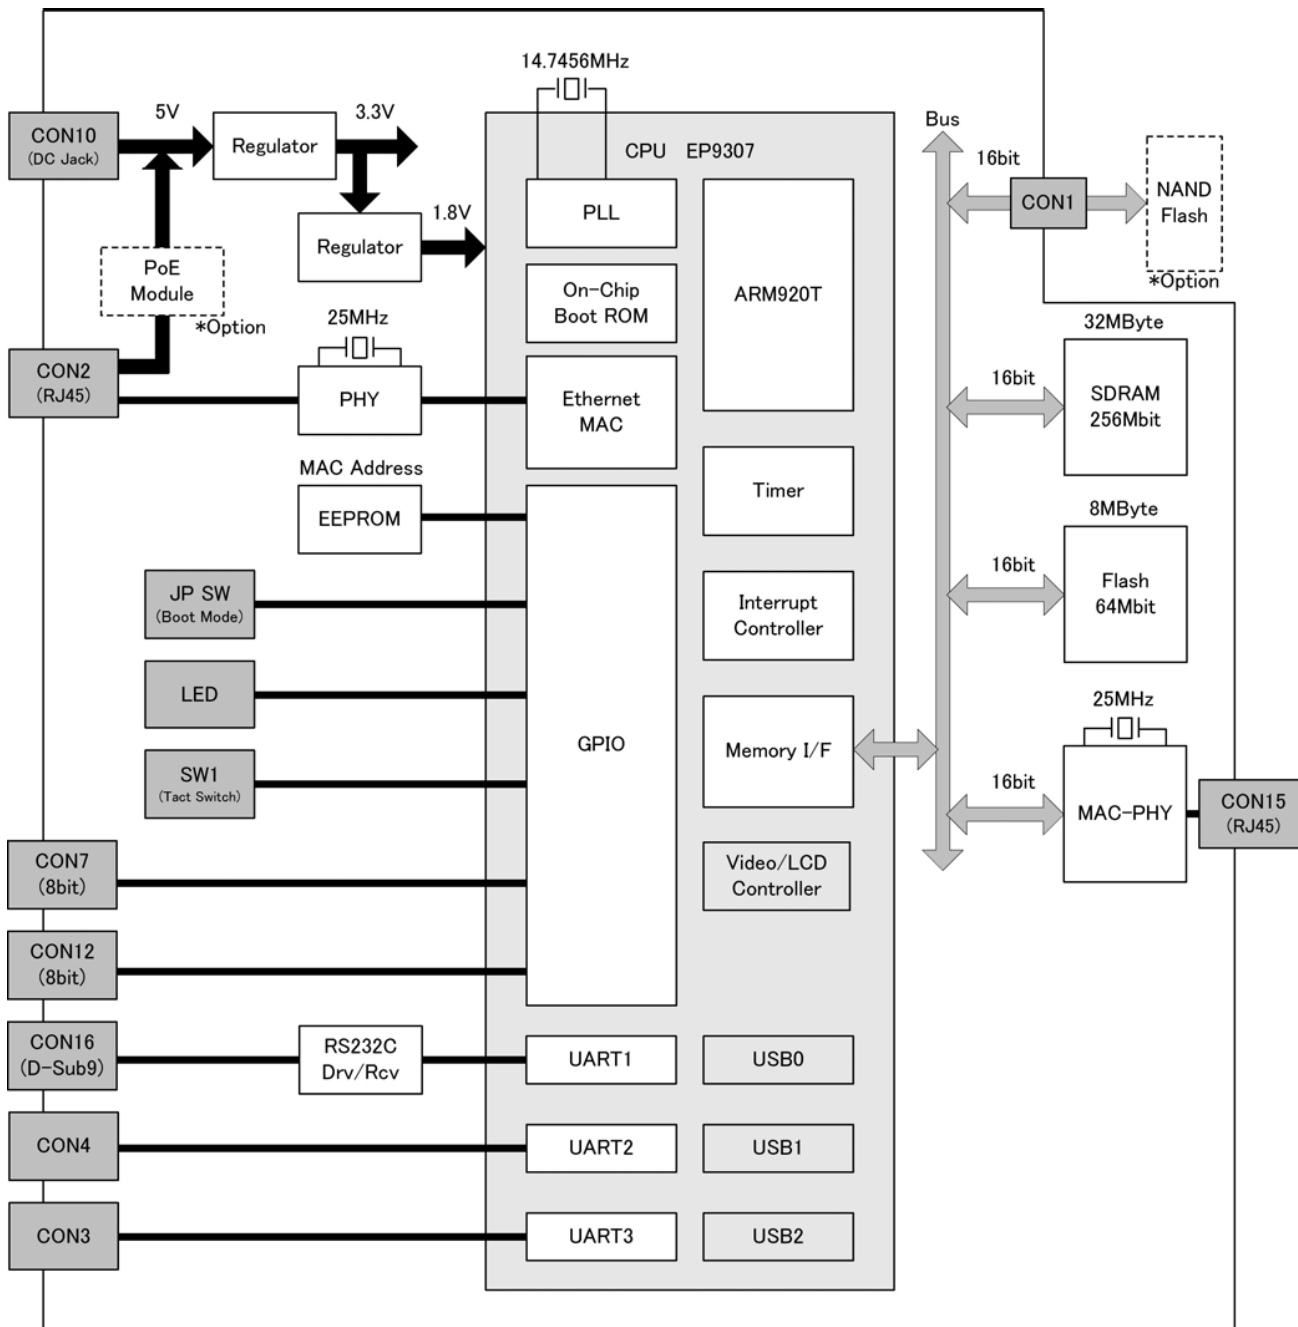 14.7456MHz
CON10
(DC Jack)
5V
Regulator
3.3V
CPU EP9307
Bus
16bit
CON1
NAND
Flash
*Option
PLL
Regulator
1.8V
PoE
Module
*Option
On-Chip
Boot ROM
ARM920T
25MHz
CON2
(RJ45)
PHY
Ethernet
MAC
32MByte
16bit
SDRAM
256Mbit
MAC Address
EEPROM
Timer
8MByte
16bit
Flash
64Mbit
JP SW
(Boot Mode)
Interrupt
Controller
LED
GPIO
Memory I/F
25MHz
SW1
(Tact Switch)
16bit
MAC-PHY
CON15
(RJ45)
CON7
(8bit)
Video/LCD
Controller
CON12
(8bit)
CON16
(D-Sub9)
RS232C
Drv/Rcv
UART1
USB0
CON4
UART2
USB1
CON3
UART3
USB2